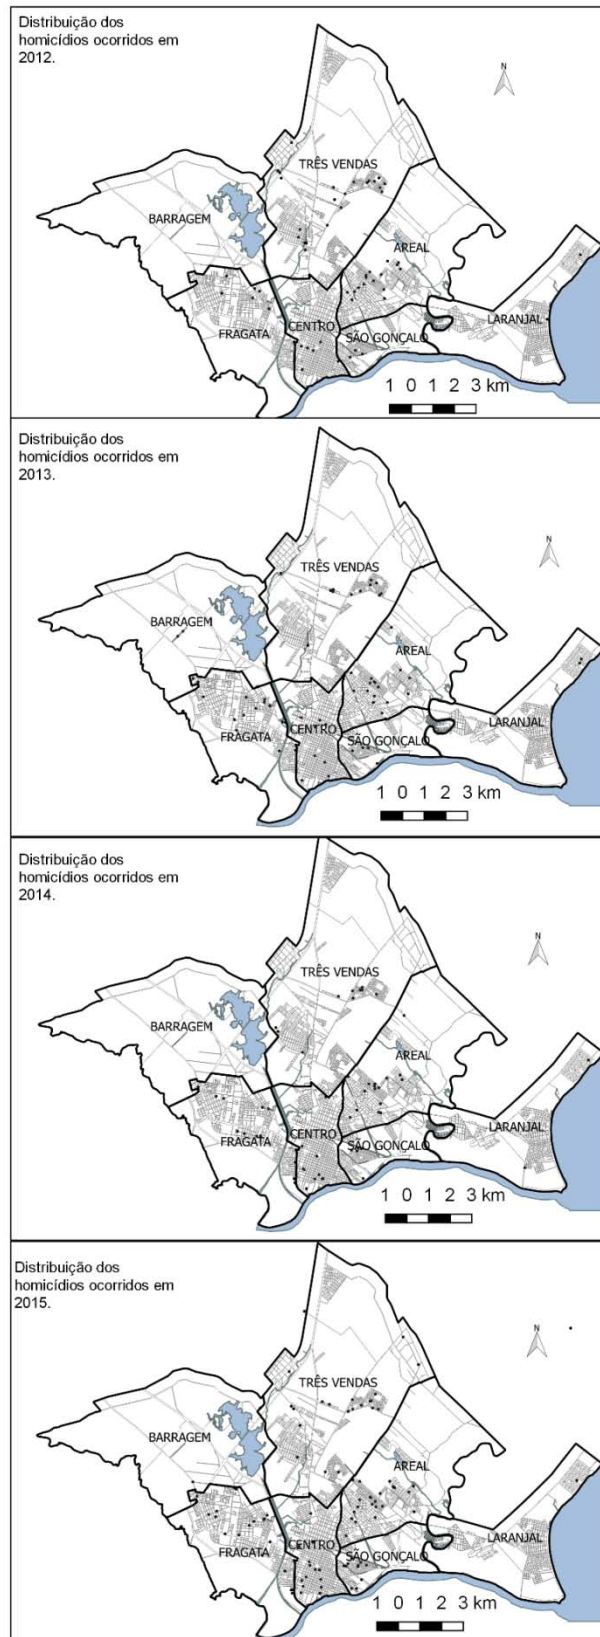 Distribuição dos
homicídios ocorridos em
2012.
N
TRÊS VENDAS
BARRAGEM
AREAL
LARANJAL
CENTRO
FRAGATA
SÃO GONÇALO
1 0 1 2 3 km
Distribuição dos
homicídios ocorridos em
2013.
N
TRÊS VENDAS
BARRAGEM
AREAL
LARANJAL
CENTRO
FRAGATA
SÃO GONÇALO
1 0 1 2 3 km
Distribuição dos
homicídios ocorridos em
2014.
N
TRÊS VENDAS
BARRAGEM
AREAL
LARANJAL
CENTRO
FRAGATA
SÃO GONÇALO
1 0 1 2 3 km
Distribuição dos
homicídios ocorridos em
2015.
N
TRÊS VENDAS
BARRAGEM
AREAL
LARANJAL
CENTRO
FRAGATA
SÃO GONÇALO
1 0 1 2 3 km